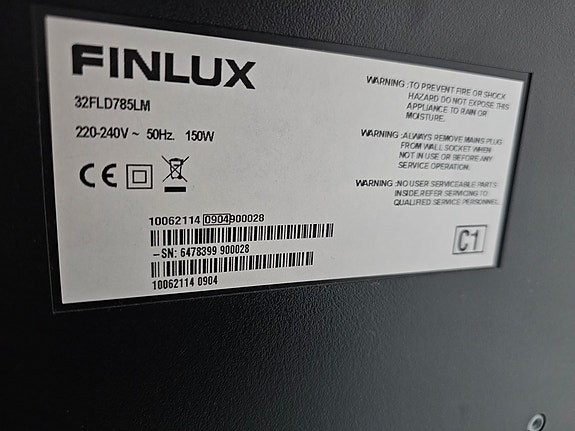 FINLUX
32FLD785LM
220-240V ~ 50Hz. 150W
CE
10062114 0904900028
-SN: 6478399 900028
10062114 0904
WARNING :TO PREVENT FIRE OR SHOCK
HAZARD DO NOT EXPOSE THIS
APPLIANCE TO RAIN OR
MOISTURE.
WARNING :ALWAYS REMOVE MAINS PLUG
FROM WALL SOCKET WHEN
NOT IN USE OR BEFORE ANY
SERVICE OPERATION.
WARNING :NO USER SERVICEABLE PARTS
INSIDE.REFER SERVICING TO
QUALIFIED SERVICE PERSONNEL.
C1